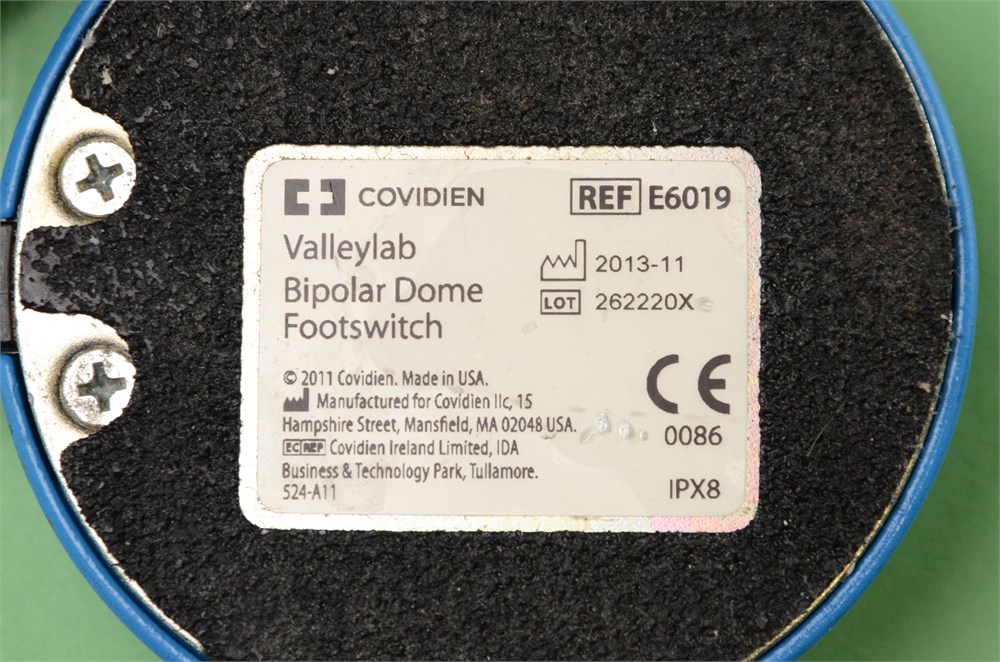 COVIDIEN
REF E6019
Valleylab
Bipolar Dome
Footswitch
2013-11
LOT 262220X
© 2011 Covidien. Made in USA.
Manufactured for Covidien llc, 15
Hampshire Street, Mansfield, MA 02048 USA.
EC REP Covidien Ireland Limited, IDA
Business & Technology Park, Tullamore.
524-A11
CE
0086
IPX8